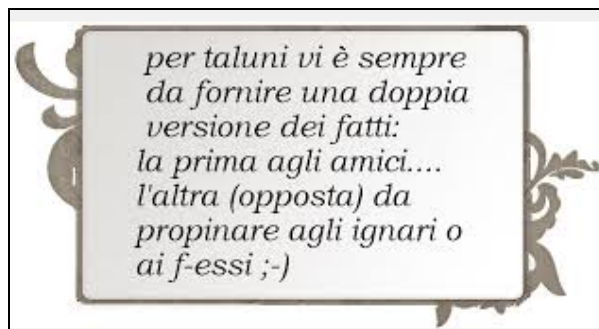 per taluni vi è sempre
da fornire una doppia
versione dei fatti:
la prima agli amici....
l'altra (opposta) da
propinare agli ignari o
ai f-essi ;-)